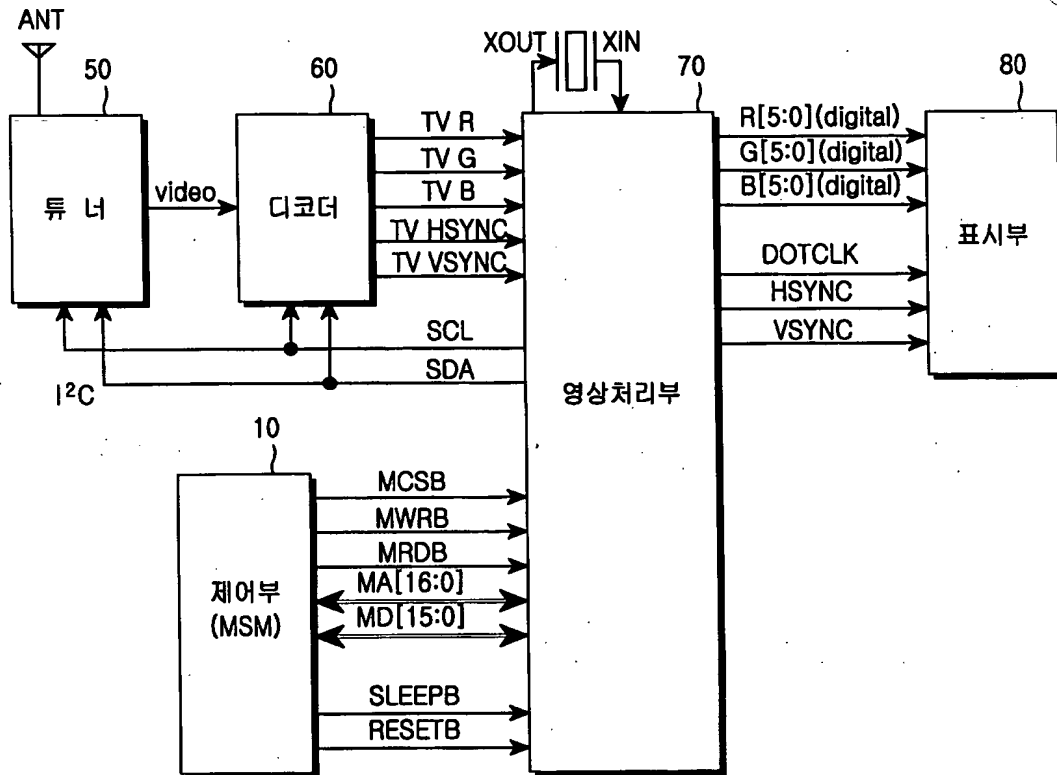 ANT
50
튜 너
video
60
디코더
TV R
TV G
TV B
TV HSYNC
TV VSYNC
SCL
SDA
I²C
XOUT
XIN
70
영상처리부
R[5:0](digital)
G[5:0](digital)
B[5:0](digital)
DOTCLK
HSYNC
VSYNC
80
표시부
10
제어부
(MSM)
MCSB
MWRB
MRDB
MA[16:0]
MD[15:0]
SLEEPB
RESETB